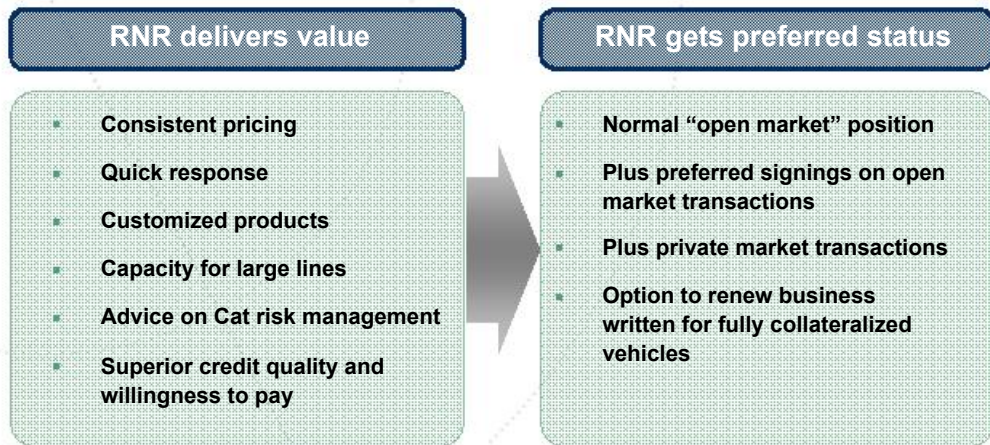 RNR delivers value
Consistent pricing
Quick response
Customized products
Capacity for large lines
Advice on Cat risk management
Superior credit quality and
willingness to pay
RNR gets preferred status
Normal “open market” position
Plus preferred signings on open
market transactions
Plus private market transactions
Option to renew business
written for fully collateralized
vehicles